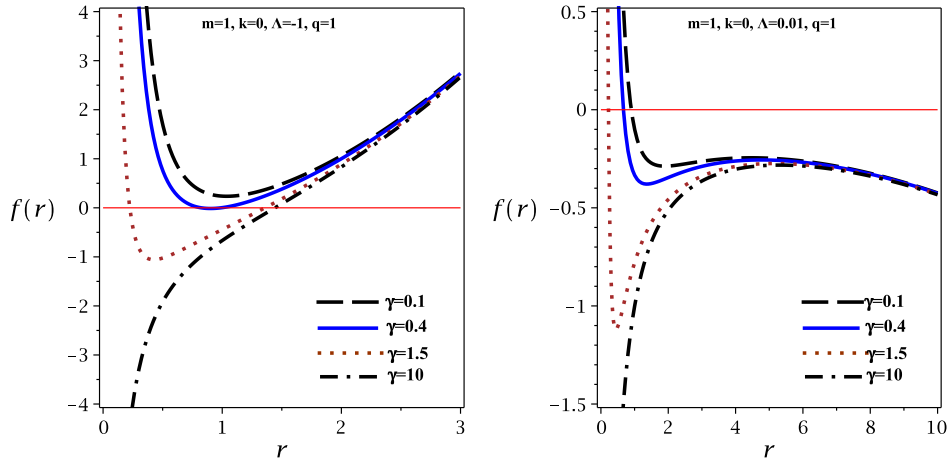 m=1, k=0, Λ=-1, q=1
4
3
2
1
f(r) 0
−1
−2
−3
−4
γ=0.1
γ=0.4
γ=1.5
γ=10
0 1 2 3
r
m=1, k=0, Λ=0.01, q=1
0.5
0
f(r) −0.5
−1
−1.5
γ=0.1
γ=0.4
γ=1.5
γ=10
0 2 4 6 8 10
r